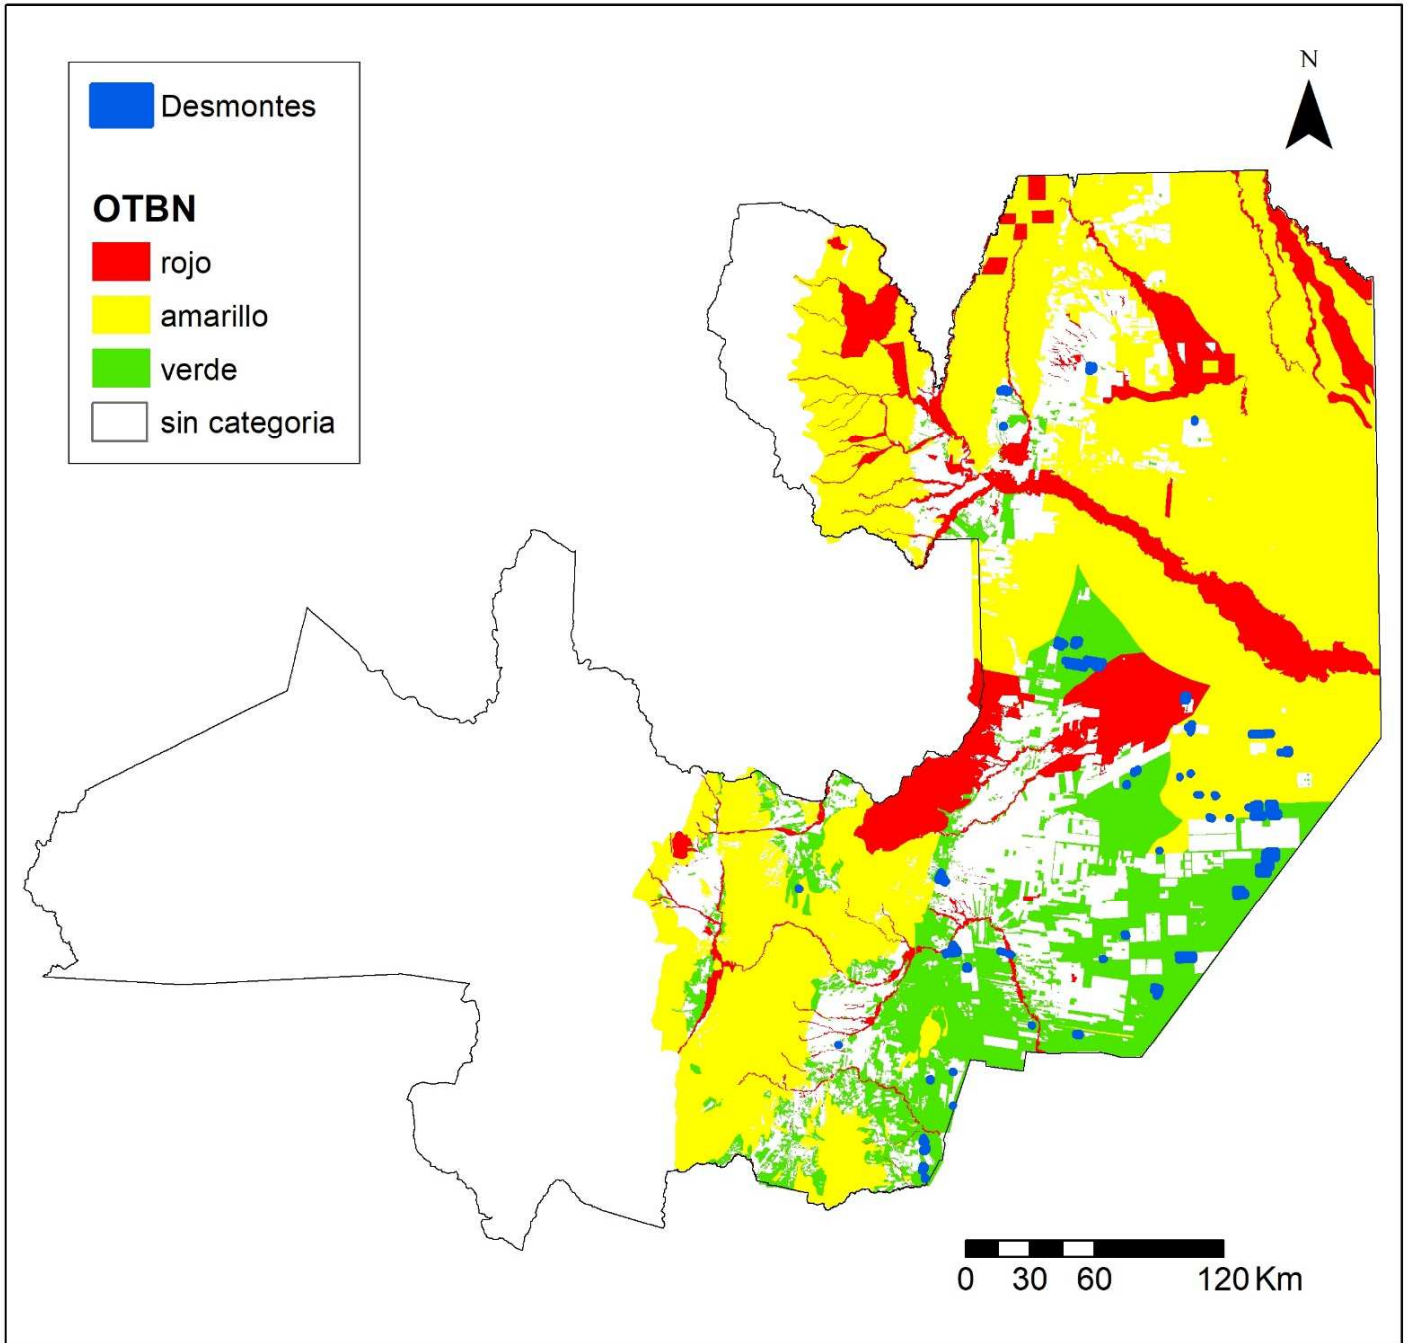 N
Desmontes
OTBN
rojo
amarillo
verde
sin categoria
0 30 60 120 Km